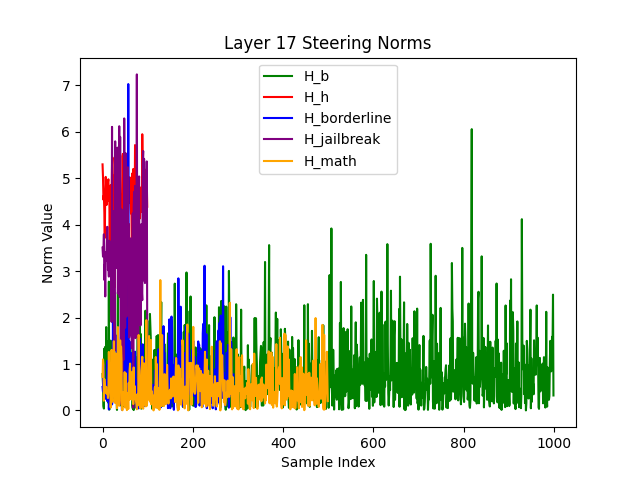 Layer 17 Steering Norms
H_b
H_h
H_borderline
H_jailbreak
H_math
Norm Value
7
6
5
4
3
2
1
0
0 200 400 600 800 1000
Sample Index